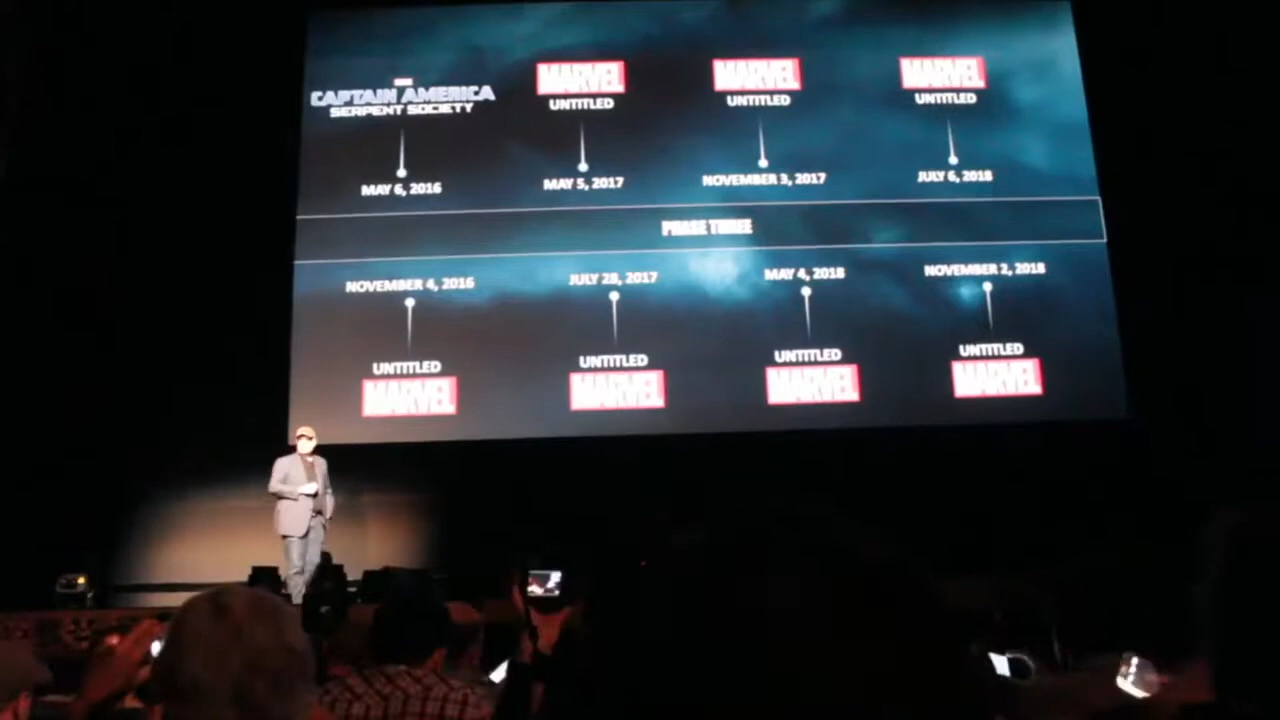 CAPTAIN AMERICA
SERPENT SOCIETY
MAY 6, 2016
MARVEL
UNTITLED
MAY 5, 2017
MARVEL
UNTITLED
NOVEMBER 3, 2017
MARVEL
UNTITLED
JULY 6, 2018
PHASE THREE
NOVEMBER 4, 2016
UNTITLED
MARVEL
JULY 28, 2017
UNTITLED
MARVEL
MAY 4, 2018
UNTITLED
MARVEL
NOVEMBER 2, 2018
UNTITLED
MARVEL